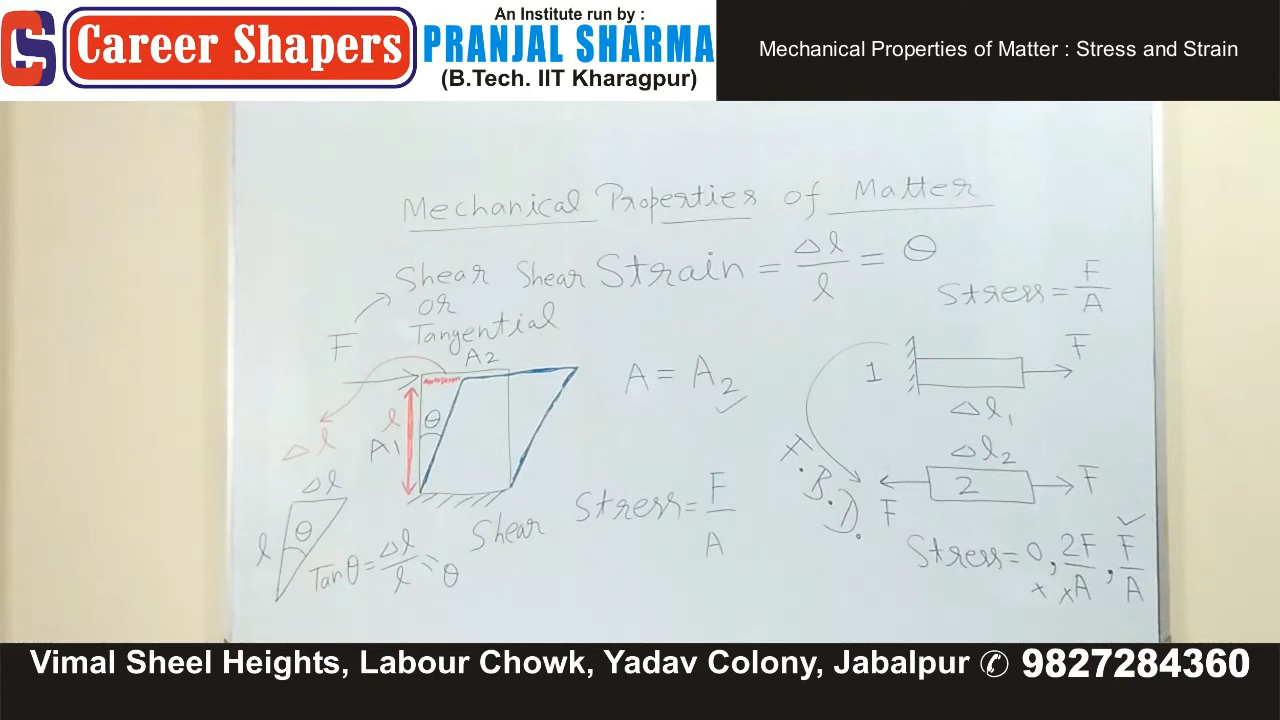 Career Shapers
An Institute run by :
PRANJAL SHARMA
(B.Tech. IIT Kharagpur)
Mechanical Properties of Matter : Stress and Strain
Mechanical Properties of Matter
Shear Strain = Δl/l = θ
F → Shear or Tangential
Shear
Stress = F/A
A2
A = A2 ✓
F
l
A1
θ
Δl
Δl
l
θ
Tanθ = Δl/l ≈ θ
Shear Stress = F/A
1
F
Δl1
Δl2
F
2
F
F.B.D.
Stress = 0, 2F/A, F/A ✓
x x
Vimal Sheel Heights, Labour Chowk, Yadav Colony, Jabalpur ✆ 9827284360